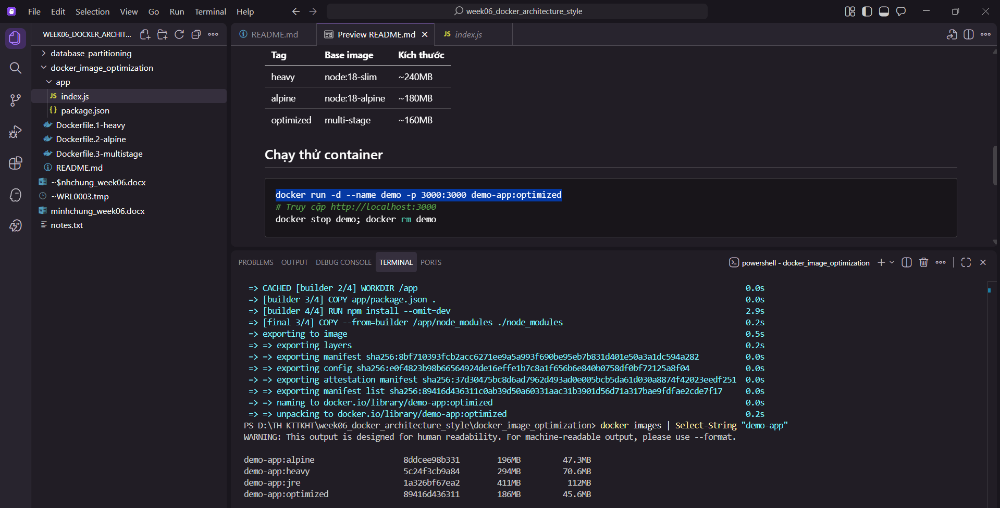 File Edit Selection View Go Run Terminal Help
week06_docker_architecture_style
WEEK06_DOCKER_ARCHIT...
database_partitioning
docker_image_optimization
app
JS index.js
{} package.json
Dockerfile.1-heavy
Dockerfile.2-alpine
Dockerfile.3-multistage
README.md
~$nhchung_week06.docx
~WRL0003.tmp
minhchung_week06.docx
notes.txt
README.md
Preview README.md
JS index.js
Tag Base image Kích thước
heavy node:18-slim ~240MB
alpine node:18-alpine ~180MB
optimized multi-stage ~160MB
Chạy thử container
docker run -d --name demo -p 3000:3000 demo-app:optimized
# Truy cập http://localhost:3000
docker stop demo; docker rm demo
PROBLEMS OUTPUT DEBUG CONSOLE TERMINAL PORTS
powershell - docker_image_optimization
=> CACHED [builder 2/4] WORKDIR /app 0.0s
=> [builder 3/4] COPY app/package.json . 0.0s
=> [builder 4/4] RUN npm install --omit=dev 2.9s
=> [final 3/4] COPY --from=builder /app/node_modules ./node_modules 0.2s
=> exporting to image 0.5s
=> => exporting layers 0.2s
=> => exporting manifest sha256:8bf710393fcb2acc6271ee9a5a993f690be95eb7b831d401e50a3a1dc594a282 0.0s
=> => exporting config sha256:e0f4823b98b66564924de16effe1b7c8a1f656b6e840b0758df0bf72125a8f04 0.0s
=> => exporting attestation manifest sha256:37d30475bc8d6ad7962d493ad0e005bcb5da61d030a8874f42023eedf251 0.0s
=> => exporting manifest list sha256:89416d436311c0ab39d50a60331aac31b3901d56d71a317bae9fdfae2cde7f17 0.0s
=> => naming to docker.io/library/demo-app:optimized 0.0s
=> => unpacking to docker.io/library/demo-app:optimized 0.2s
PS D:\TH KTTKHT\week06_docker_architecture_style\docker_image_optimization> docker images | Select-String "demo-app"
WARNING: This output is designed for human readability. For machine-readable output, please use --format.
demo-app:alpine 8ddcee98b331 196MB 47.3MB
demo-app:heavy 5c24f3cb9a84 294MB 70.6MB
demo-app:jre 1a326bf67ea2 411MB 112MB
demo-app:optimized 89416d436311 186MB 45.6MB